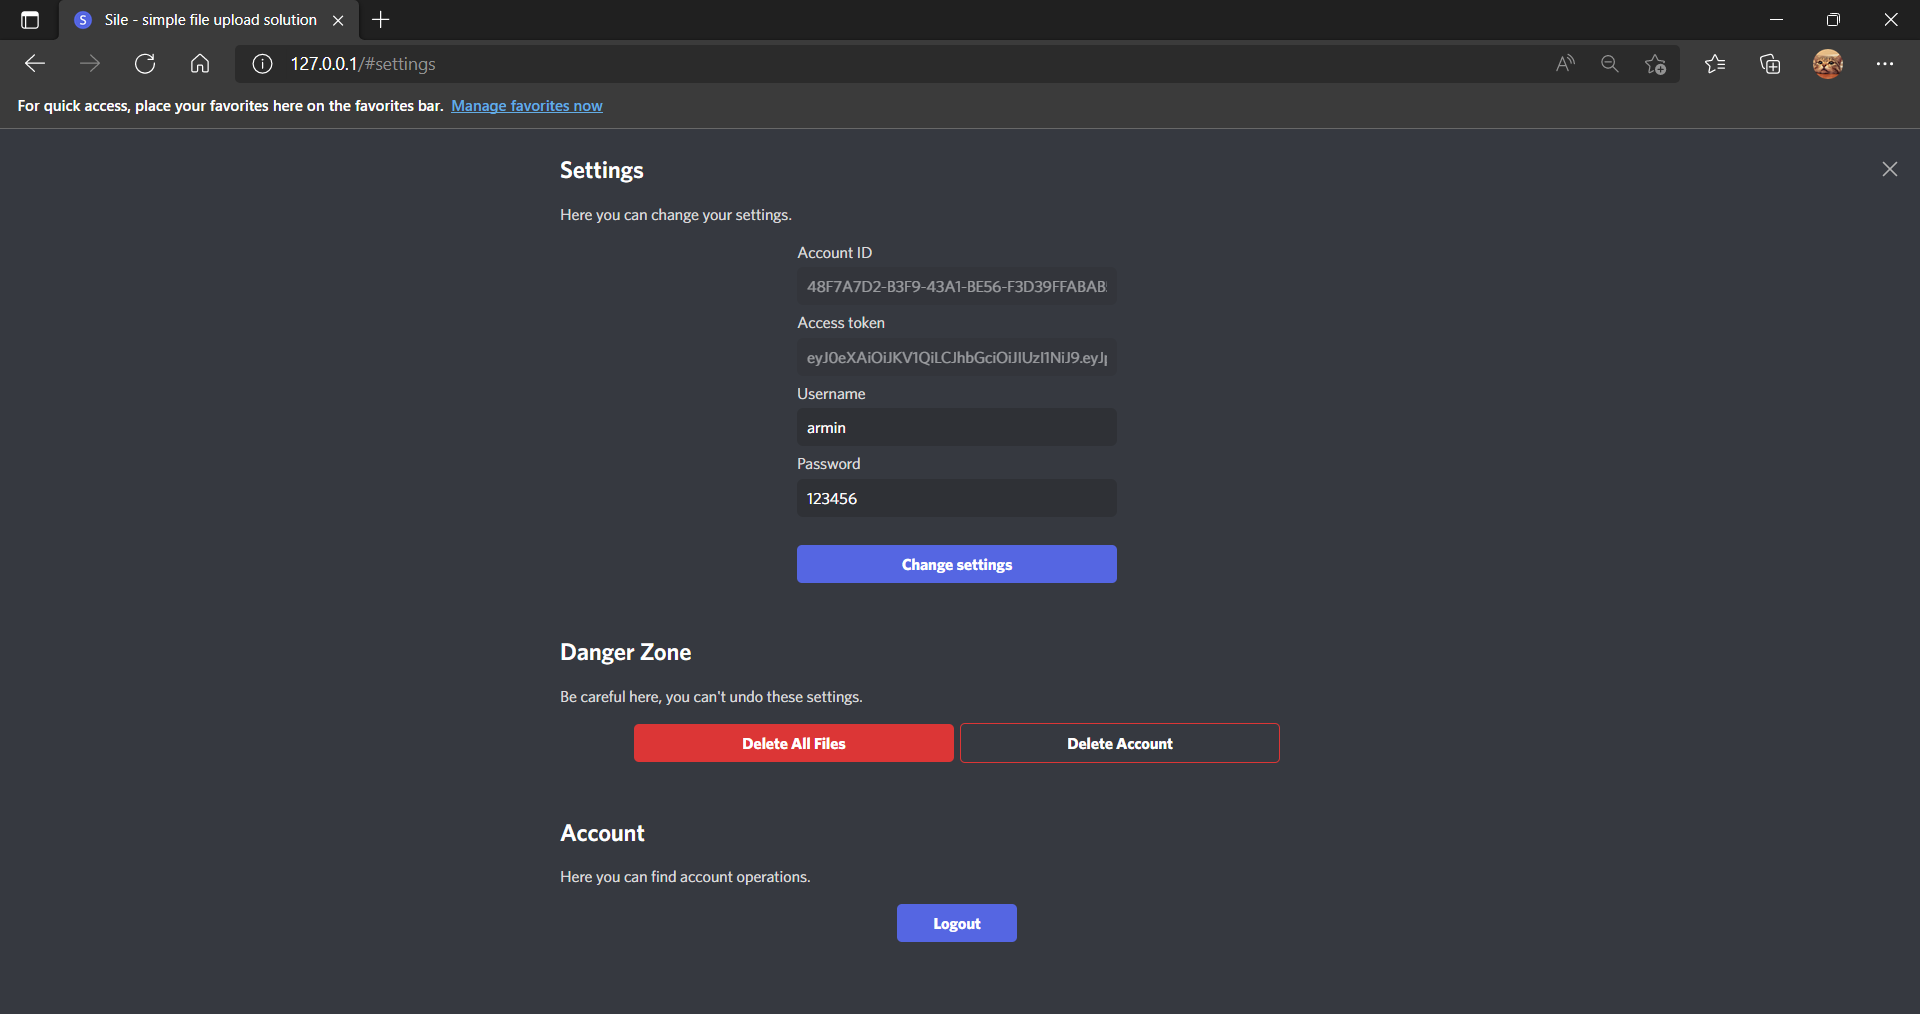 S Sile - simple file upload solution
127.0.0.1/#settings
For quick access, place your favorites here on the favorites bar. Manage favorites now
Settings
Here you can change your settings.
Account ID
48F7A7D2-B3F9-43A1-BE56-F3D39FFABAB
Access token
eyJ0eXAiOiJKV1QiLCJhbGciOiJIUzI1NiJ9.eyJ
Username
armin
Password
123456
Change settings
Danger Zone
Be careful here, you can't undo these settings.
Delete All Files
Delete Account
Account
Here you can find account operations.
Logout